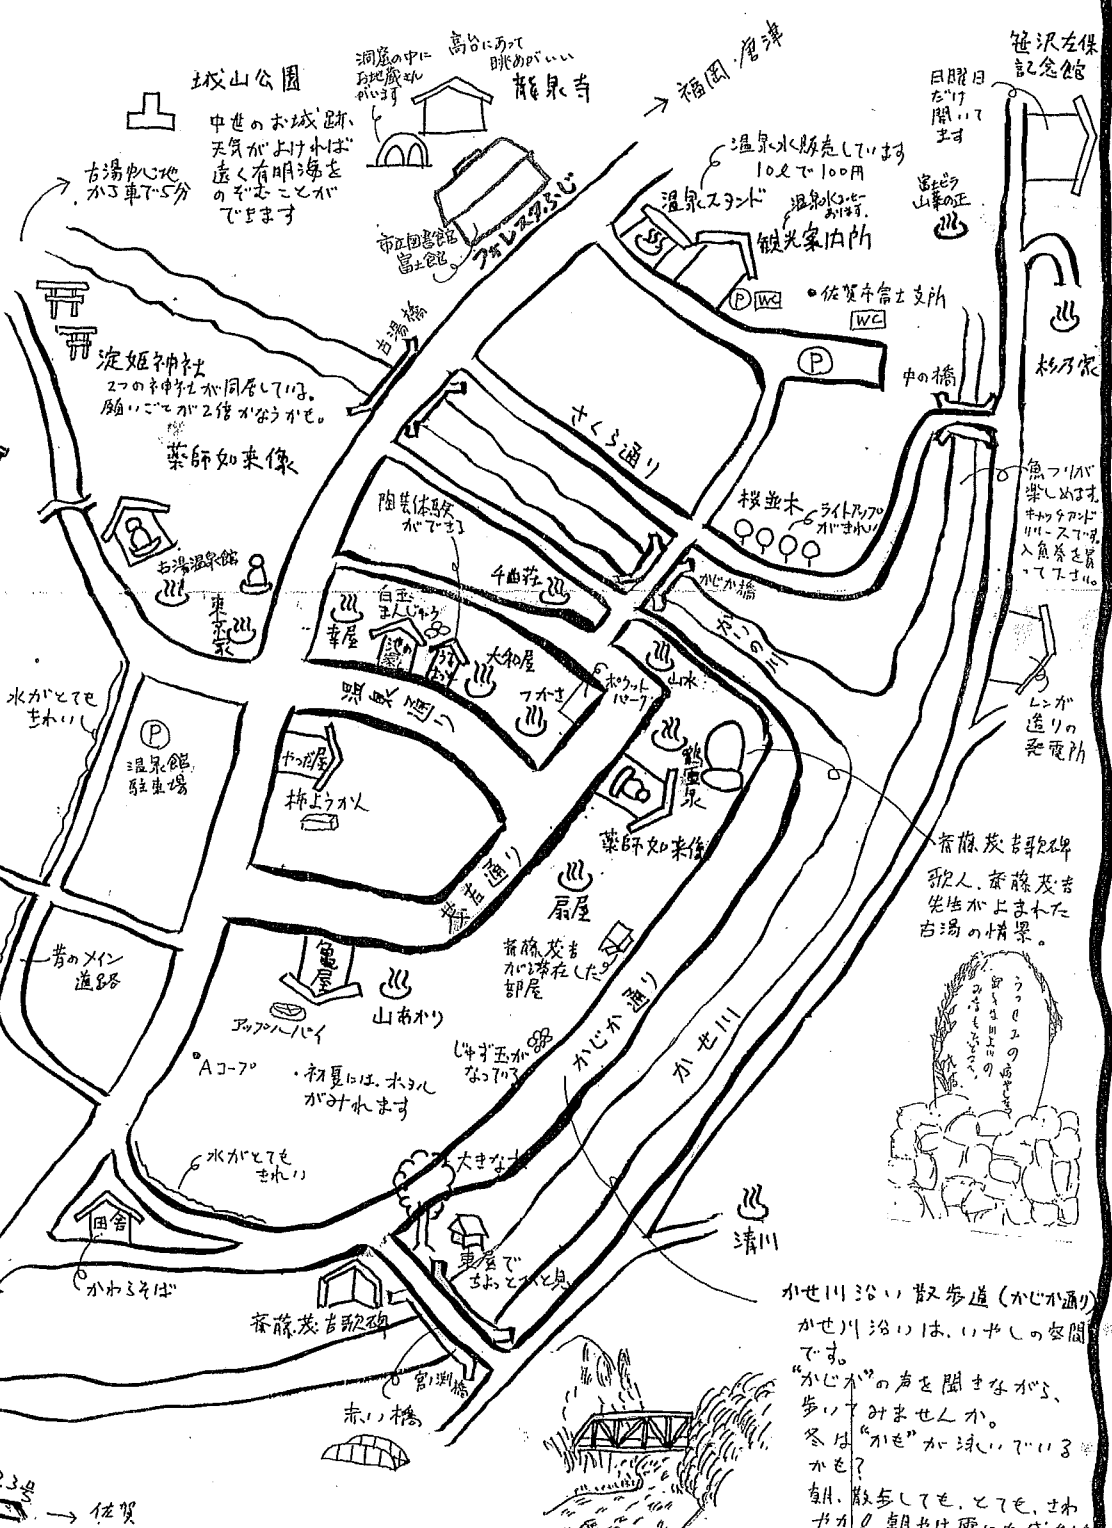 城山公園
中世のお城跡、
天気がよければ
遠く有明海を
のぞむことが
できます
古湯中心地
から車で5分
洞窟の中に
お地蔵さん
がいます
高台にあって
眺めがいい
龍泉寺
→ 福岡・唐津
市立図書館
富士館
フォレスタふじ
温泉水販売しています
10ℓで100円
温泉スタンド
温泉水コーヒー
あります。
観光案内所
P
WC
・佐賀市富士支所
WC
P
笹沢左保
記念館
日曜日
だけ
開いて
ます
富士ビラ
山菜の正
杉乃家
中の橋
魚つりが
楽しめます。
キャッチアンド
リリースです。
入魚券を買
って下さい。
古湯橋
淀姫神社
2つの神社が同居している。
願いごとが2倍かなうかも。
薬師如来像
古湯温泉館
東京家
さくら通り
桜並木
ライトアップ
がきれい
陶芸体験
ができる
千曲荘
かじか橋
かいの川
幸屋
白玉
まんじゅう
池の家
大和屋
つかさ
ポケット
パーク
山水
鶴霊泉
薬師如来像
温泉通り
水がとても
きれい
P
温泉館
駐車場
やつだ屋
柿ようかん
茂吉通り
扇屋
レンガ
造りの
発電所
斎藤茂吉歌碑
歌人、斎藤茂吉
先生がよまれた
古湯の情景。
昔のメイン
道路
亀屋
アップルパイ
山あかり
斎藤茂吉
が滞在した
部屋
かじか通り
かせ川
じゅず玉が
なっている
・Aコープ
・初夏には、ホタル
がみれます
水がとても
きれい
大きな木
東屋で
ちょっとひと息
田舎
かわるそば
斎藤茂吉歌碑
宮ノ渕橋
赤い橋
清川
かせ川沿い散歩道(かじか通り)
かせ川沿いは、いやしの空間
です。
“かじか”の声を聞きながら、
歩いてみませんか。
冬は“かも”が泳いでいる
かも?
朝、散歩しても、とても、さわ
→ 佐賀